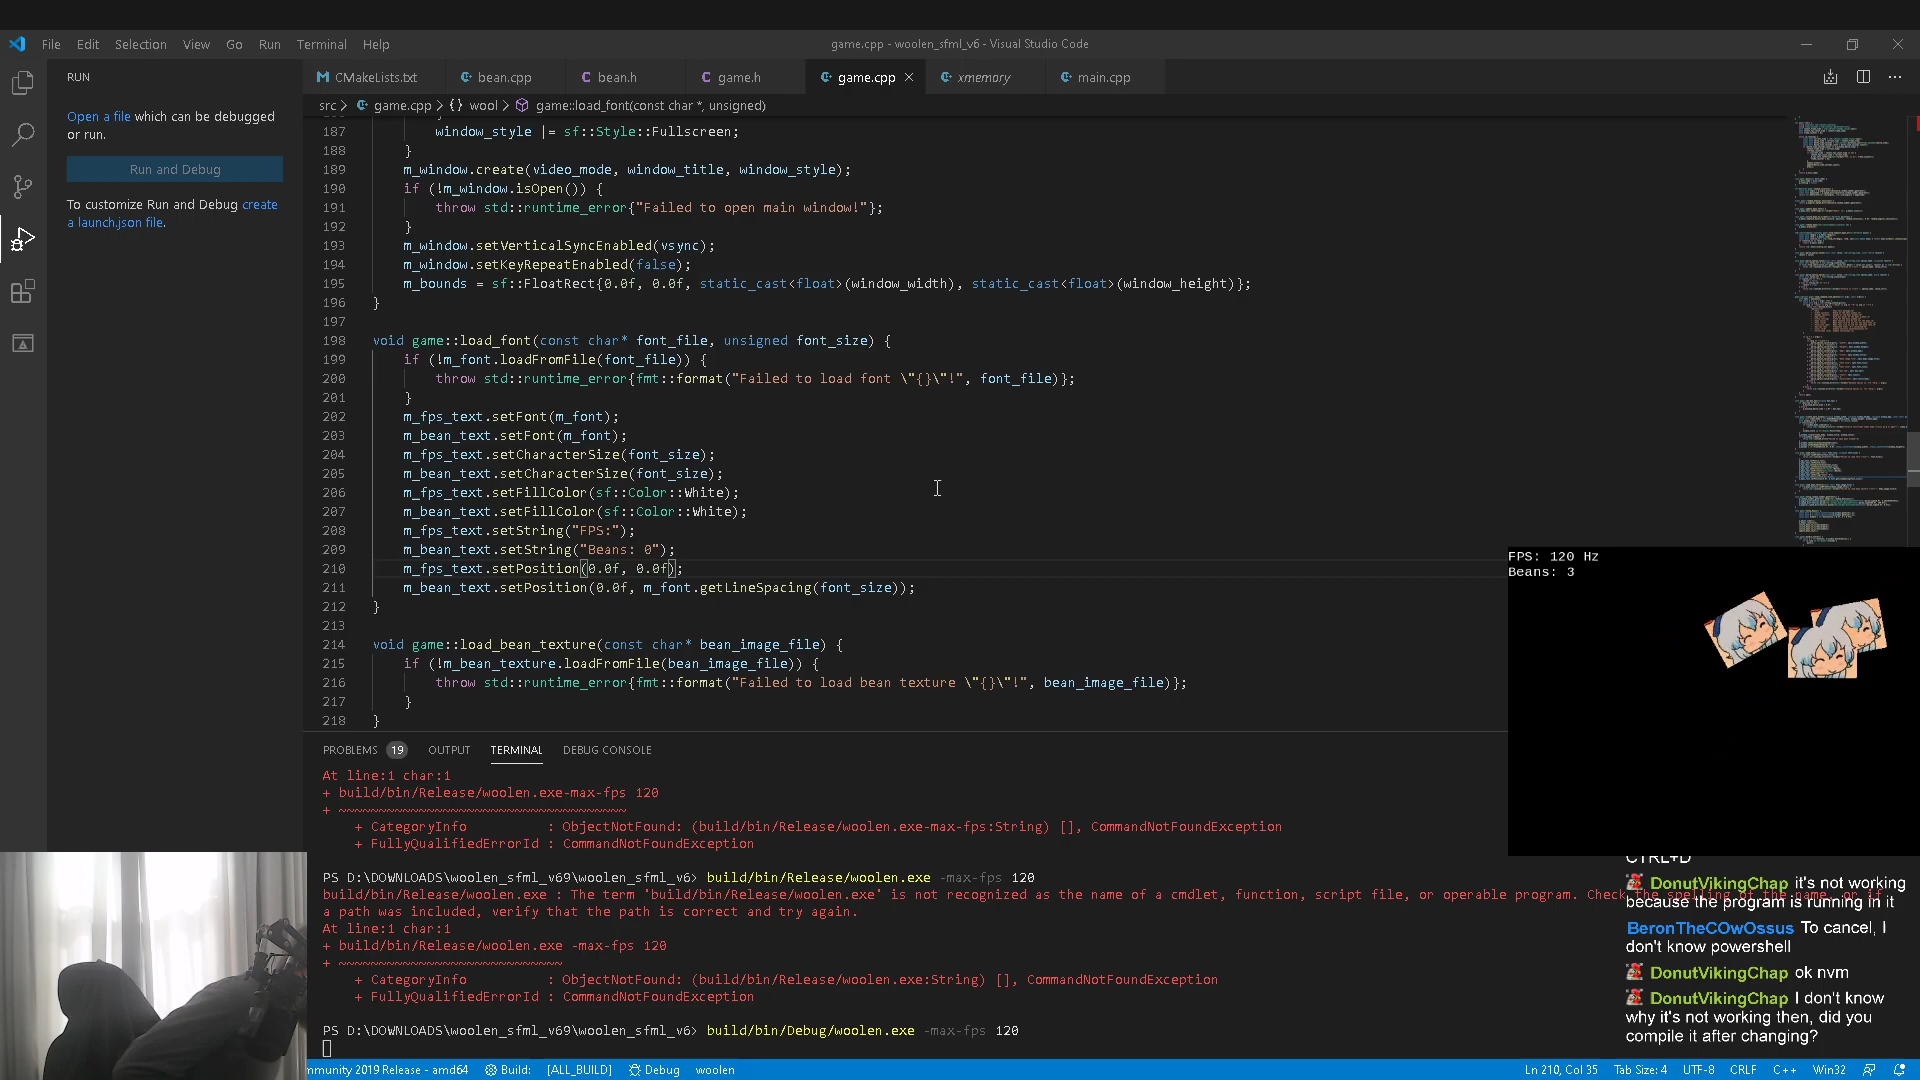 File Edit Selection View Go Run Terminal Help
game.cpp - woolen_sfml_v6 - Visual Studio Code
RUN
Open a file which can be debugged
or run.
Run and Debug
To customize Run and Debug create
a launch.json file.
CMakeLists.txt bean.cpp bean.h game.h game.cpp xmemory main.cpp
src > game.cpp > {} wool > game::load_font(const char *, unsigned)
187 window_style |= sf::Style::Fullscreen;
188 }
189 m_window.create(video_mode, window_title, window_style);
190 if (!m_window.isOpen()) {
191 throw std::runtime_error{"Failed to open main window!"};
192 }
193 m_window.setVerticalSyncEnabled(vsync);
194 m_window.setKeyRepeatEnabled(false);
195 m_bounds = sf::FloatRect{0.0f, 0.0f, static_cast<float>(window_width), static_cast<float>(window_height)};
196 }
197
198 void game::load_font(const char* font_file, unsigned font_size) {
199 if (!m_font.loadFromFile(font_file)) {
200 throw std::runtime_error{fmt::format("Failed to load font \"{}\"!", font_file)};
201 }
202 m_fps_text.setFont(m_font);
203 m_bean_text.setFont(m_font);
204 m_fps_text.setCharacterSize(font_size);
205 m_bean_text.setCharacterSize(font_size);
206 m_fps_text.setFillColor(sf::Color::White);
207 m_bean_text.setFillColor(sf::Color::White);
208 m_fps_text.setString("FPS:");
209 m_bean_text.setString("Beans: 0");
210 m_fps_text.setPosition(0.0f, 0.0f);
211 m_bean_text.setPosition(0.0f, m_font.getLineSpacing(font_size));
212 }
213
214 void game::load_bean_texture(const char* bean_image_file) {
215 if (!m_bean_texture.loadFromFile(bean_image_file)) {
216 throw std::runtime_error{fmt::format("Failed to load bean texture \"{}\"!", bean_image_file)};
217 }
218 }
FPS: 120 Hz
Beans: 3
PROBLEMS 19 OUTPUT TERMINAL DEBUG CONSOLE
At line:1 char:1
+ build/bin/Release/woolen.exe-max-fps 120
+ ~~~~~~~~~~~~~~~~~~~~~~~~~~~~~~~~~~~~
+ CategoryInfo : ObjectNotFound: (build/bin/Release/woolen.exe-max-fps:String) [], CommandNotFoundException
+ FullyQualifiedErrorId : CommandNotFoundException
PS D:\DOWNLOADS\woolen_sfml_v69\woolen_sfml_v6> build/bin/Release/woolen.exe -max-fps 120
build/bin/Release/woolen.exe : The term 'build/bin/Release/woolen.exe' is not recognized as the name of a cmdlet, function, script file, or operable program. Check the spelling of the name, or if
a path was included, verify that the path is correct and try again.
At line:1 char:1
+ build/bin/Release/woolen.exe -max-fps 120
+ ~~~~~~~~~~~~~~~~~~~~~~~~~~~~
+ CategoryInfo : ObjectNotFound: (build/bin/Release/woolen.exe:String) [], CommandNotFoundException
+ FullyQualifiedErrorId : CommandNotFoundException
PS D:\DOWNLOADS\woolen_sfml_v69\woolen_sfml_v6> build/bin/Debug/woolen.exe -max-fps 120
CTRL+D
DonutVikingChap it's not working
because the program is running in it
BeronTheCOwOssus To cancel, I
don't know powershell
DonutVikingChap ok nvm
DonutVikingChap I don't know
why it's not working then, did you
compile it after changing?
mmunity 2019 Release - amd64 Build: [ALL_BUILD] Debug woolen Ln 210, Col 35 Tab Size: 4 UTF-8 CRLF C++ Win32